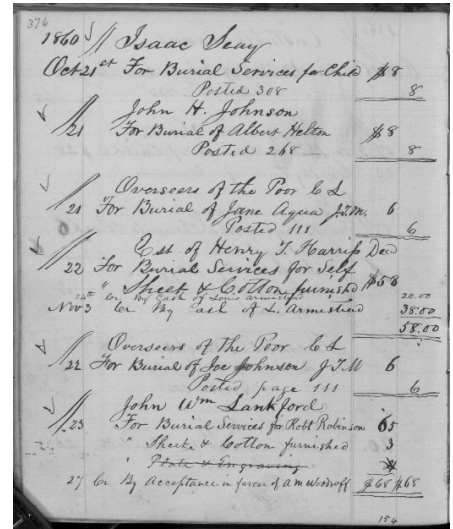 376
1860 Isaac Seay
Oct 21st For Burial Services for Child $8
Posted 308 8
John H. Johnson
21 For Burial of Albert Helton $8
Posted 268 8
Overseers of the Poor C L
21 For Burial of Jane Aqua J.T.M. 6
Posted 111 6
Est of Henry T. Harris Decd
22 For Burial Services for Self
" Sheet & Cotton furnished $58
24th Cr By Cash of Louis Armistead 20.00
Nov 3 Cr By Cash of L. Armistead 38.00
58.00
Overseers of the Poor C L
22 For Burial of Joe Johnson J T M 6
Posted page 111 6
John Wm Lankford
23 For Burial Services for Robt Robinson 65
" Sheet & Cotton furnished 3
" Plate & Engraving
27 Cr By Acceptance in favor of A M $68 $68
154